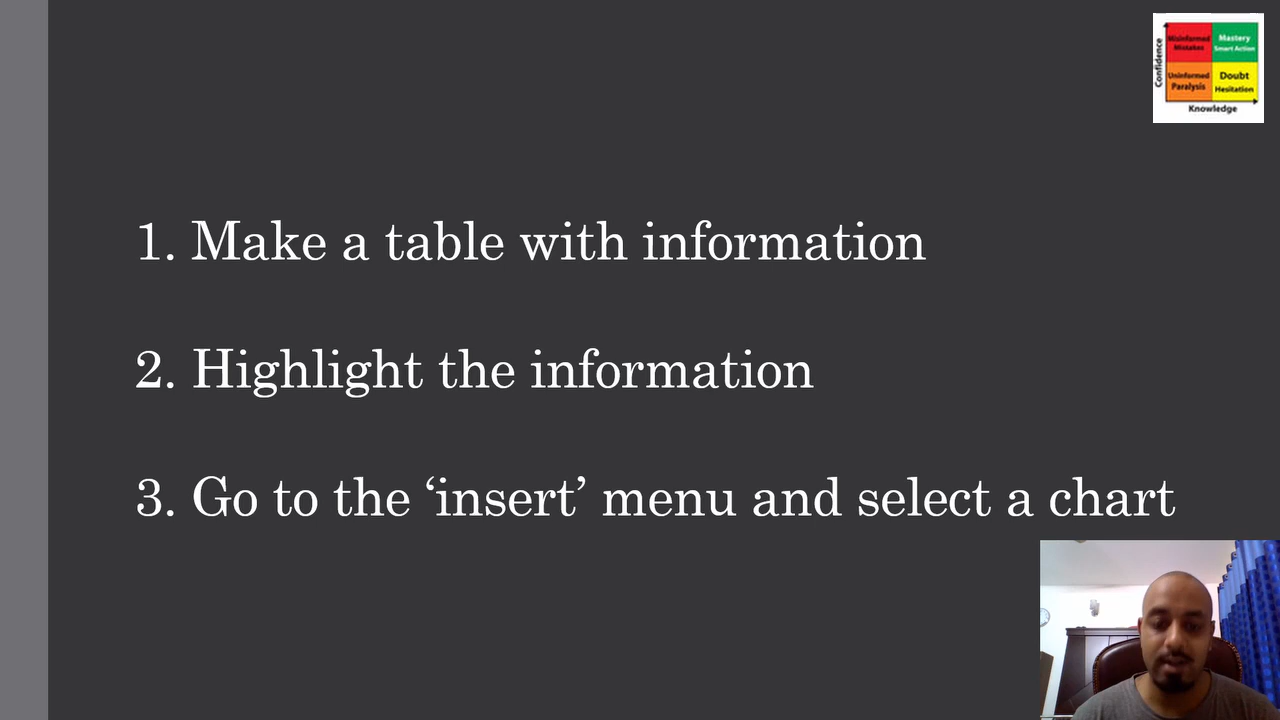 Misinformed
Mistakes
Mastery
Smart Action
Uninformed
Paralysis
Doubt
Hesitation
Confidence
Knowledge
1. Make a table with information
2. Highlight the information
3. Go to the ‘insert’ menu and select a chart